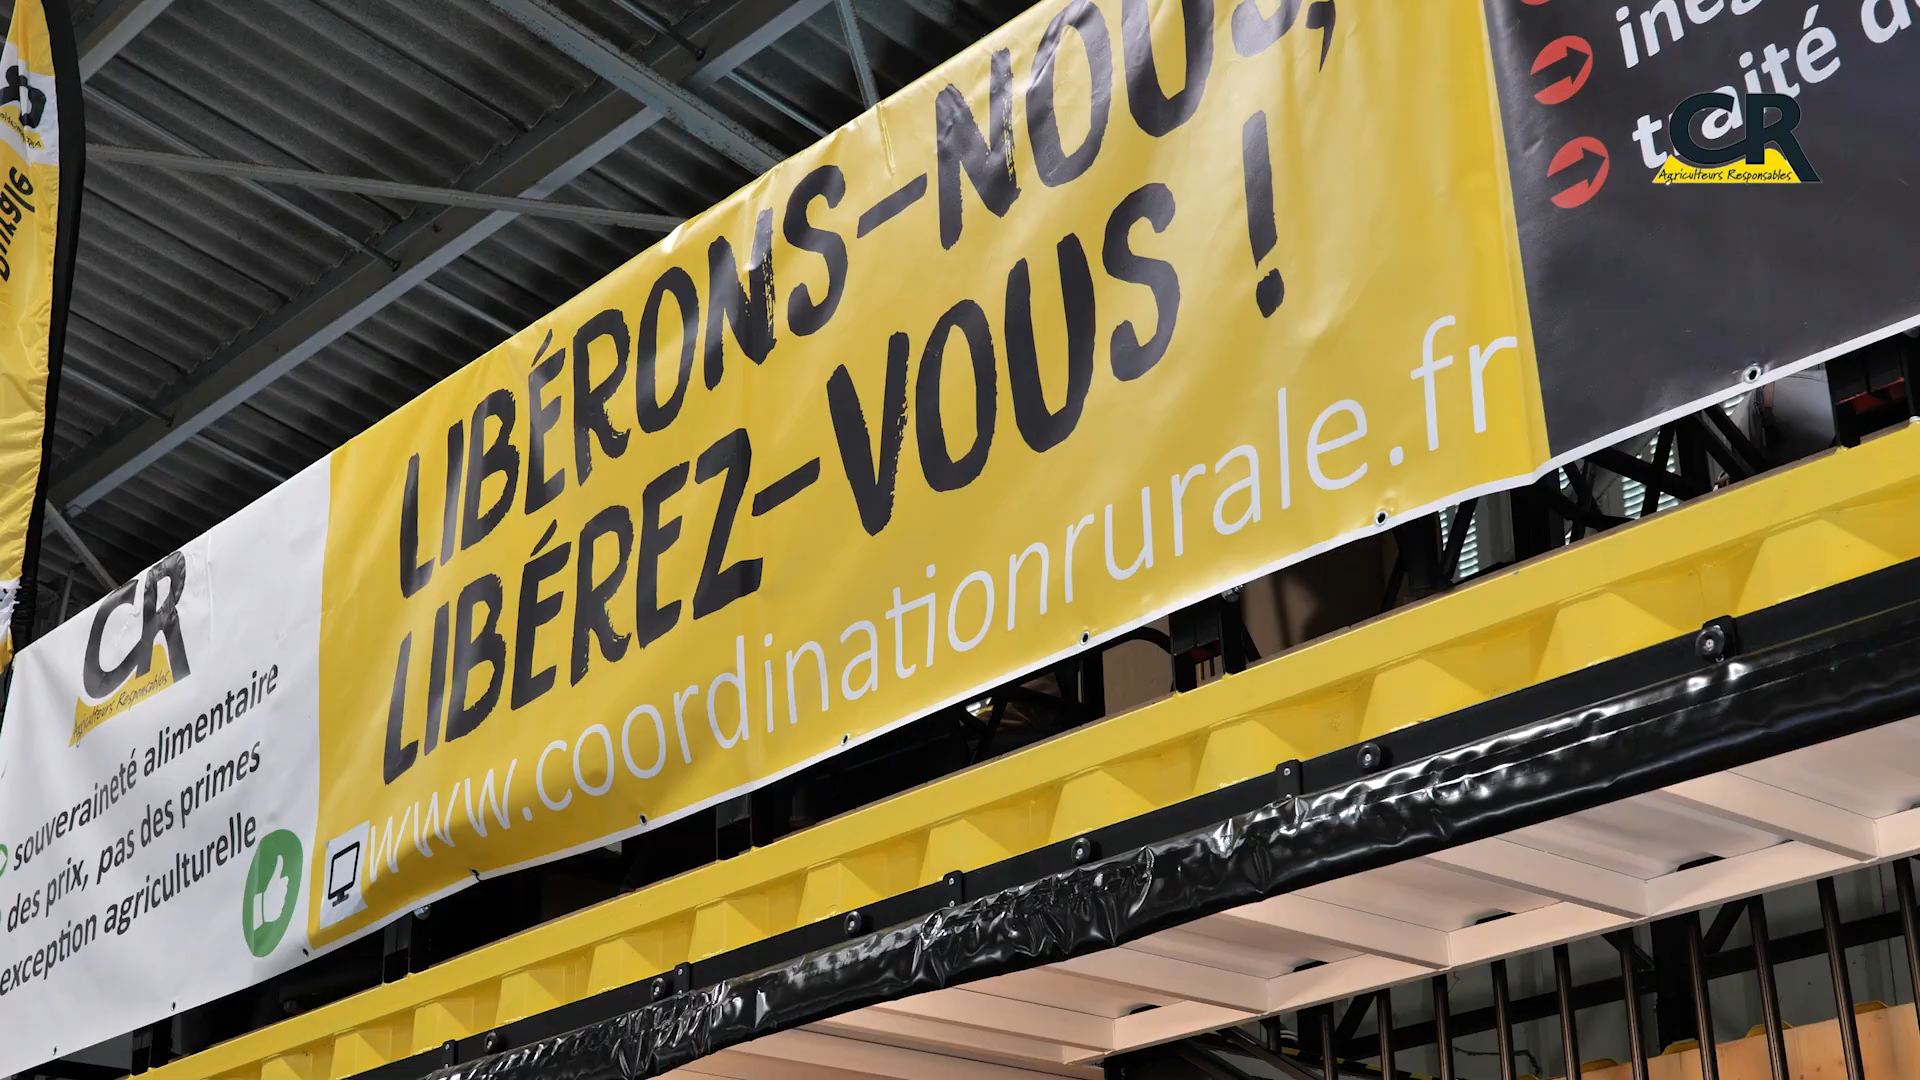 CR
Agriculteurs Responsables
souveraineté alimentaire
des prix, pas des primes
exception agriculturelle
LIBÉRONS-NOUS,
LIBÉREZ-VOUS !
www.coordinationrurale.fr
traité
CR
Agriculteurs Responsables